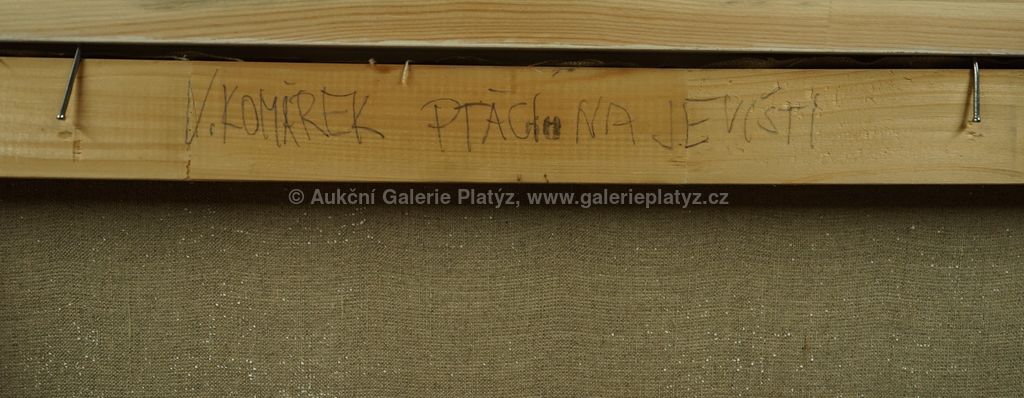 V. KOMÁREK PTÁCI NA JEVIŠTI
© Aukční Galerie Platýz, www.galerieplatyz.cz